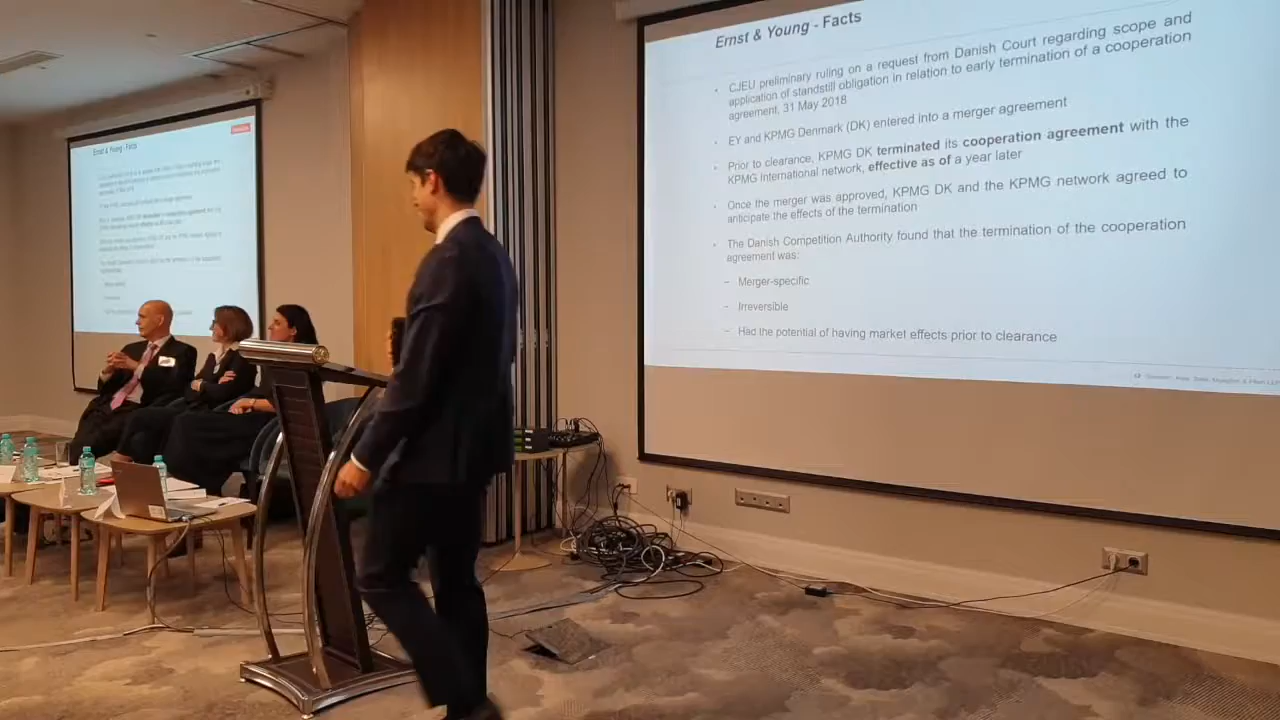 Ernst & Young - Facts
• CJEU preliminary ruling on a request from Danish Court regarding scope and
application of standstill obligation in relation to early termination of a cooperation
agreement, 31 May 2018
• EY and KPMG Denmark (DK) entered into a merger agreement
• Prior to clearance, KPMG DK terminated its cooperation agreement with the
KPMG International network, effective as of a year later
• Once the merger was approved, KPMG DK and the KPMG network agreed to
anticipate the effects of the termination
• The Danish Competition Authority found that the termination of the cooperation
agreement was:
– Merger-specific
– Irreversible
– Had the potential of having market effects prior to clearance
Ernst & Young - Facts